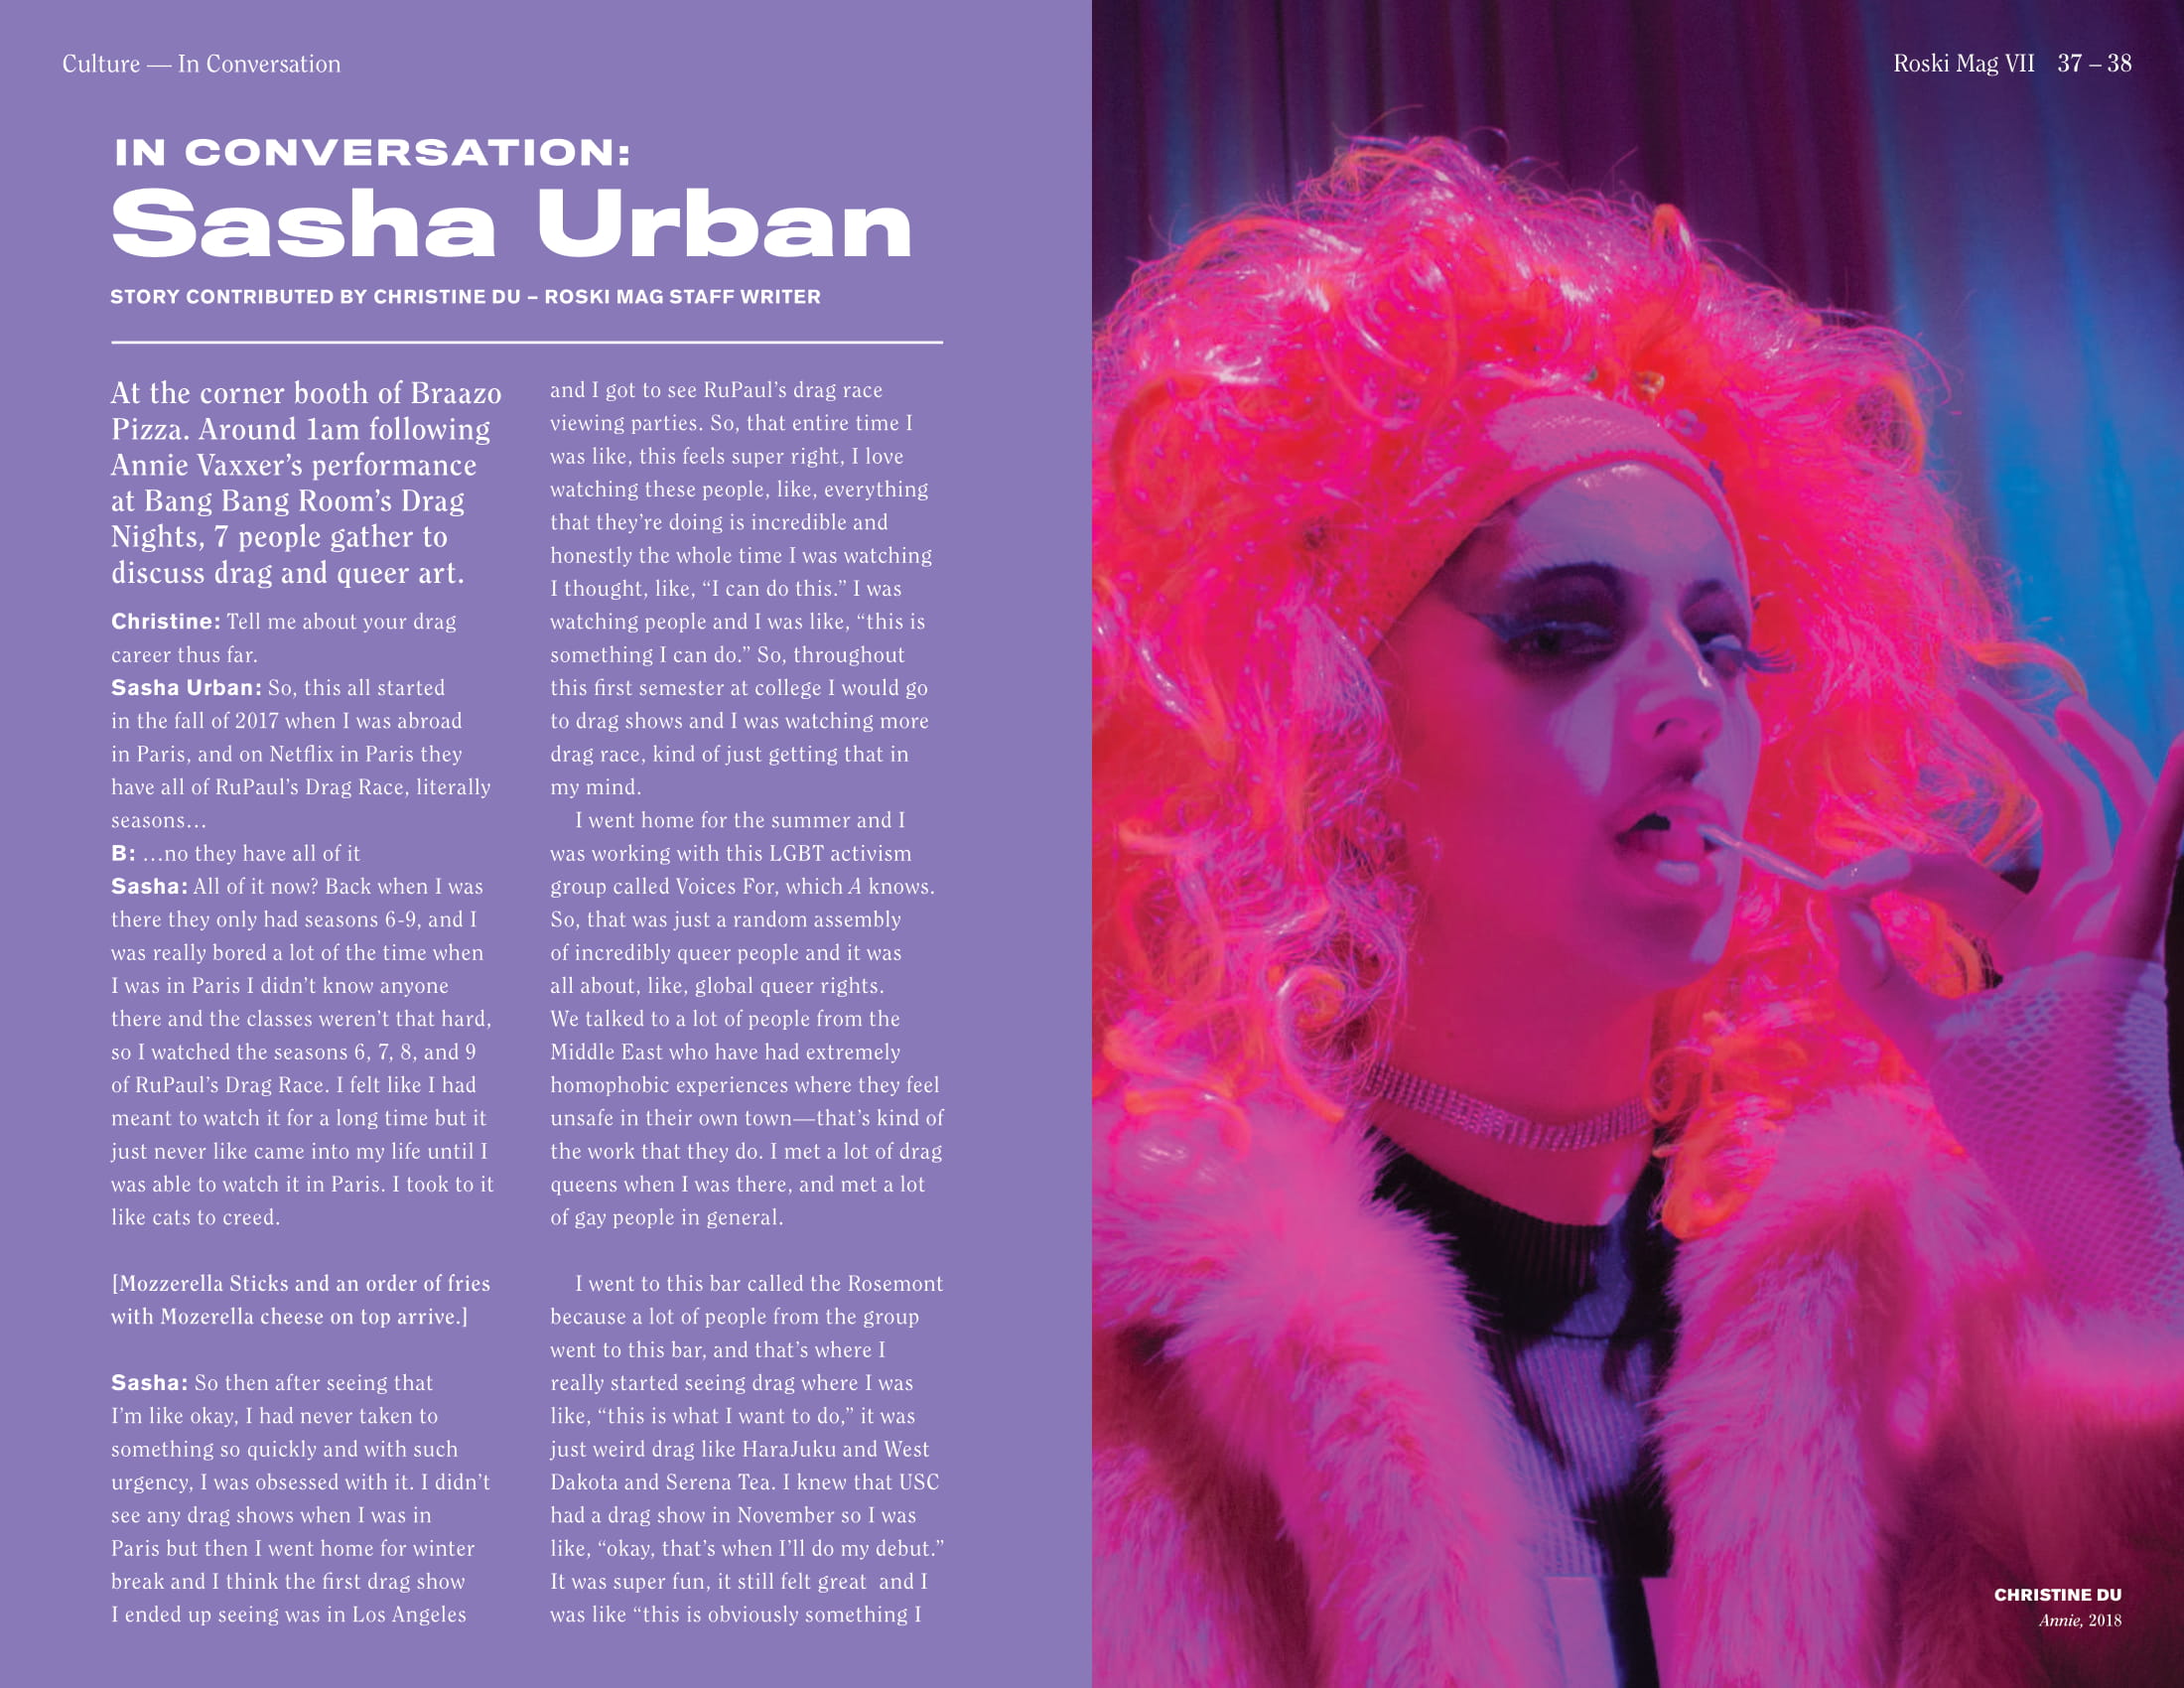 Culture — In Conversation
Roski Mag VII 37 – 38
IN CONVERSATION:
Sasha Urban
STORY CONTRIBUTED BY CHRISTINE DU – ROSKI MAG STAFF WRITER
At the corner booth of Braazo
Pizza. Around 1am following
Annie Vaxxer’s performance
at Bang Bang Room’s Drag
Nights, 7 people gather to
discuss drag and queer art.
Christine: Tell me about your drag
career thus far.
Sasha Urban: So, this all started
in the fall of 2017 when I was abroad
in Paris, and on Netflix in Paris they
have all of RuPaul’s Drag Race, literally
seasons…
B: …no they have all of it
Sasha: All of it now? Back when I was
there they only had seasons 6-9, and I
was really bored a lot of the time when
I was in Paris I didn’t know anyone
there and the classes weren’t that hard,
so I watched the seasons 6, 7, 8, and 9
of RuPaul’s Drag Race. I felt like I had
meant to watch it for a long time but it
just never like came into my life until I
was able to watch it in Paris. I took to it
like cats to creed.
[Mozzerella Sticks and an order of fries
with Mozerella cheese on top arrive.]
Sasha: So then after seeing that
I’m like okay, I had never taken to
something so quickly and with such
urgency, I was obsessed with it. I didn’t
see any drag shows when I was in
Paris but then I went home for winter
break and I think the first drag show
I ended up seeing was in Los Angeles
and I got to see RuPaul’s drag race
viewing parties. So, that entire time I
was like, this feels super right, I love
watching these people, like, everything
that they’re doing is incredible and
honestly the whole time I was watching
I thought, like, “I can do this.” I was
watching people and I was like, “this is
something I can do.” So, throughout
this first semester at college I would go
to drag shows and I was watching more
drag race, kind of just getting that in
my mind.
I went home for the summer and I
was working with this LGBT activism
group called Voices For, which A knows.
So, that was just a random assembly
of incredibly queer people and it was
all about, like, global queer rights.
We talked to a lot of people from the
Middle East who have had extremely
homophobic experiences where they feel
unsafe in their own town—that’s kind of
the work that they do. I met a lot of drag
queens when I was there, and met a lot
of gay people in general.
I went to this bar called the Rosemont
because a lot of people from the group
went to this bar, and that’s where I
really started seeing drag where I was
like, “this is what I want to do,” it was
just weird drag like HaraJuku and West
Dakota and Serena Tea. I knew that USC
had a drag show in November so I was
like, “okay, that’s when I’ll do my debut.”
It was super fun, it still felt great  and I
was like “this is obviously something I
CHRISTINE DU
Annie, 2018